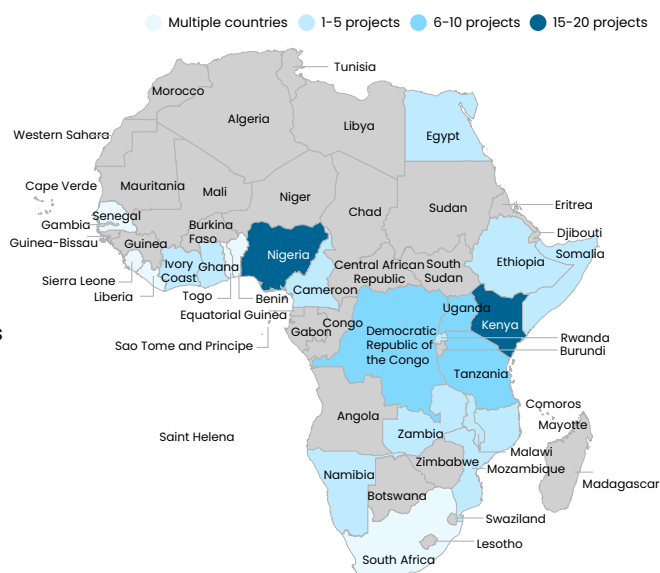 Multiple countries
1–5 projects
6–10 projects
15–20 projects
Tunisia
Morocco
Algeria
Libya
Egypt
Western Sahara
Cape Verde
Mauritania
Mali
Niger
Chad
Sudan
Eritrea
Senegal
Gambia
Guinea-Bissau
Guinea
Burkina
Faso
Djibouti
Somalia
Nigeria
Ethiopia
Ivory
Coast
Ghana
Central African
Republic
South
Sudan
Sierra Leone
Liberia
Togo
Benin
Cameroon
Equatorial Guinea
Uganda
Kenya
Congo
Gabon
Democratic
Republic of
the Congo
Rwanda
Burundi
Sao Tome and Principe
Tanzania
Comoros
Mayotte
Angola
Saint Helena
Zambia
Malawi
Zimbabwe
Mozambique
Namibia
Madagascar
Botswana
Swaziland
Lesotho
South Africa